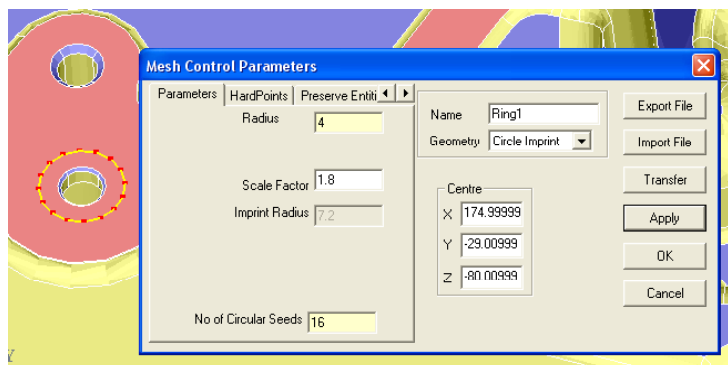 Mesh Control Parameters
Parameters HardPoints Preserve Entiti
Radius 4
Scale Factor 1.8
Imprint Radius 7.2
No of Circular Seeds 16
Name Ring1
Geometry Circle Imprint
Centre
X 174.99999
Y -29.00999
Z -80.00999
Export File
Import File
Transfer
Apply
OK
Cancel
Y